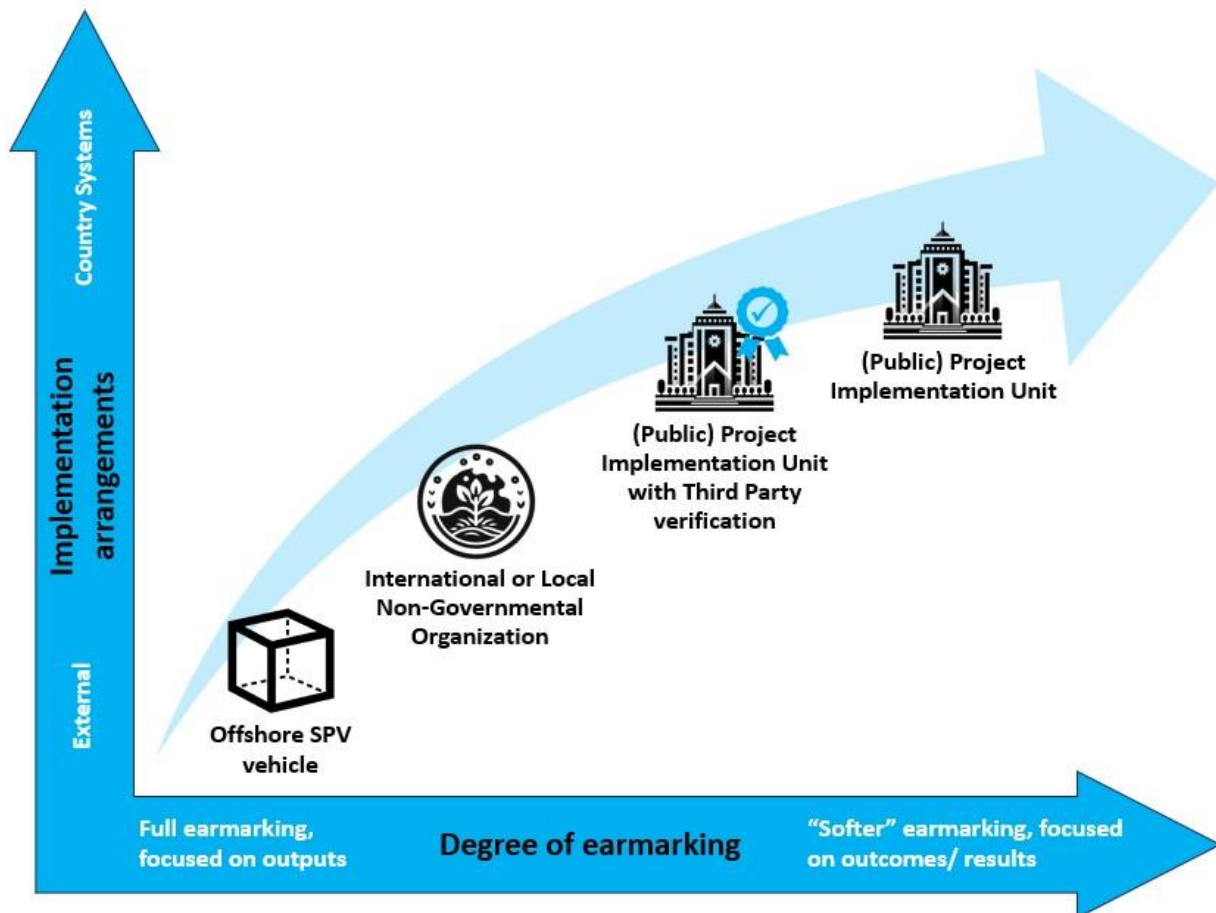 Country Systems
Implementation
arrangements
External
(Public) Project
Implementation Unit
(Public) Project
Implementation Unit
with Third Party
verification
International or Local
Non-Governmental
Organization
Offshore SPV
vehicle
Full earmarking,
focused on outputs
Degree of earmarking
“Softer” earmarking, focused
on outcomes/ results